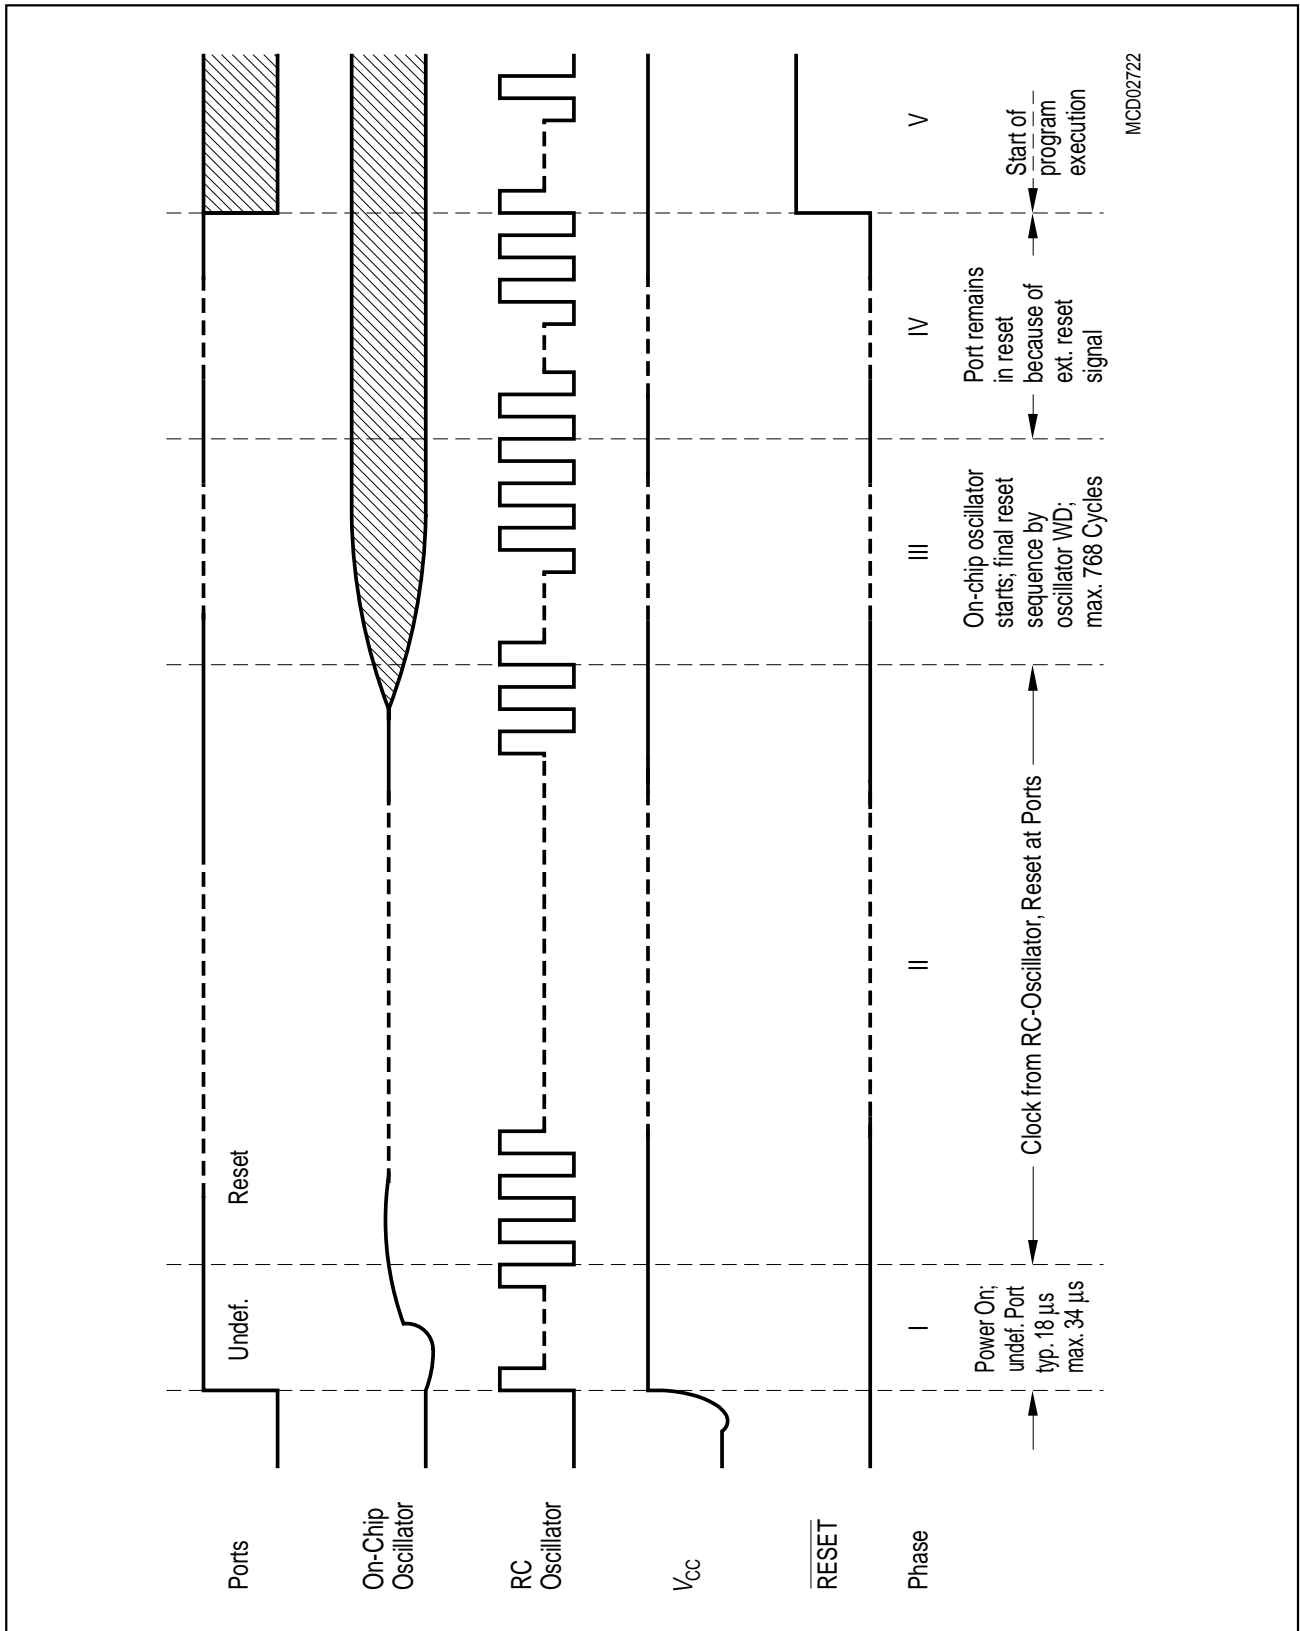 Ports
Undef.
Reset
On-Chip
Oscillator
RC
Oscillator
VCC
RESET
Phase
I
II
III
IV
V
Power On;
undef. Port
typ. 18 µs
max. 34 µs
Clock from RC-Oscillator, Reset at Ports
On-chip oscillator
starts; final reset
sequence by
oscillator WD;
max. 768 Cycles
Port remains
in reset
because of
ext. reset
signal
Start of
program
execution
MCD02722